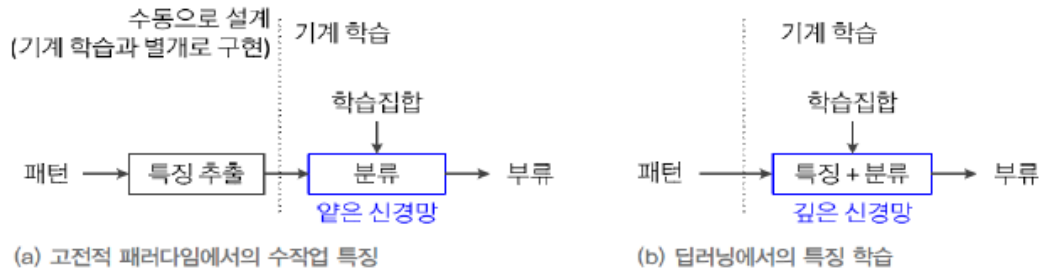 수동으로 설계
(기계 학습과 별개로 구현)
기계 학습
학습집합
패턴
특징 추출
분류
부류
얕은 신경망
(a) 고전적 패러다임에서의 수작업 특징
기계 학습
학습집합
패턴
특징 + 분류
부류
깊은 신경망
(b) 딥러닝에서의 특징 학습